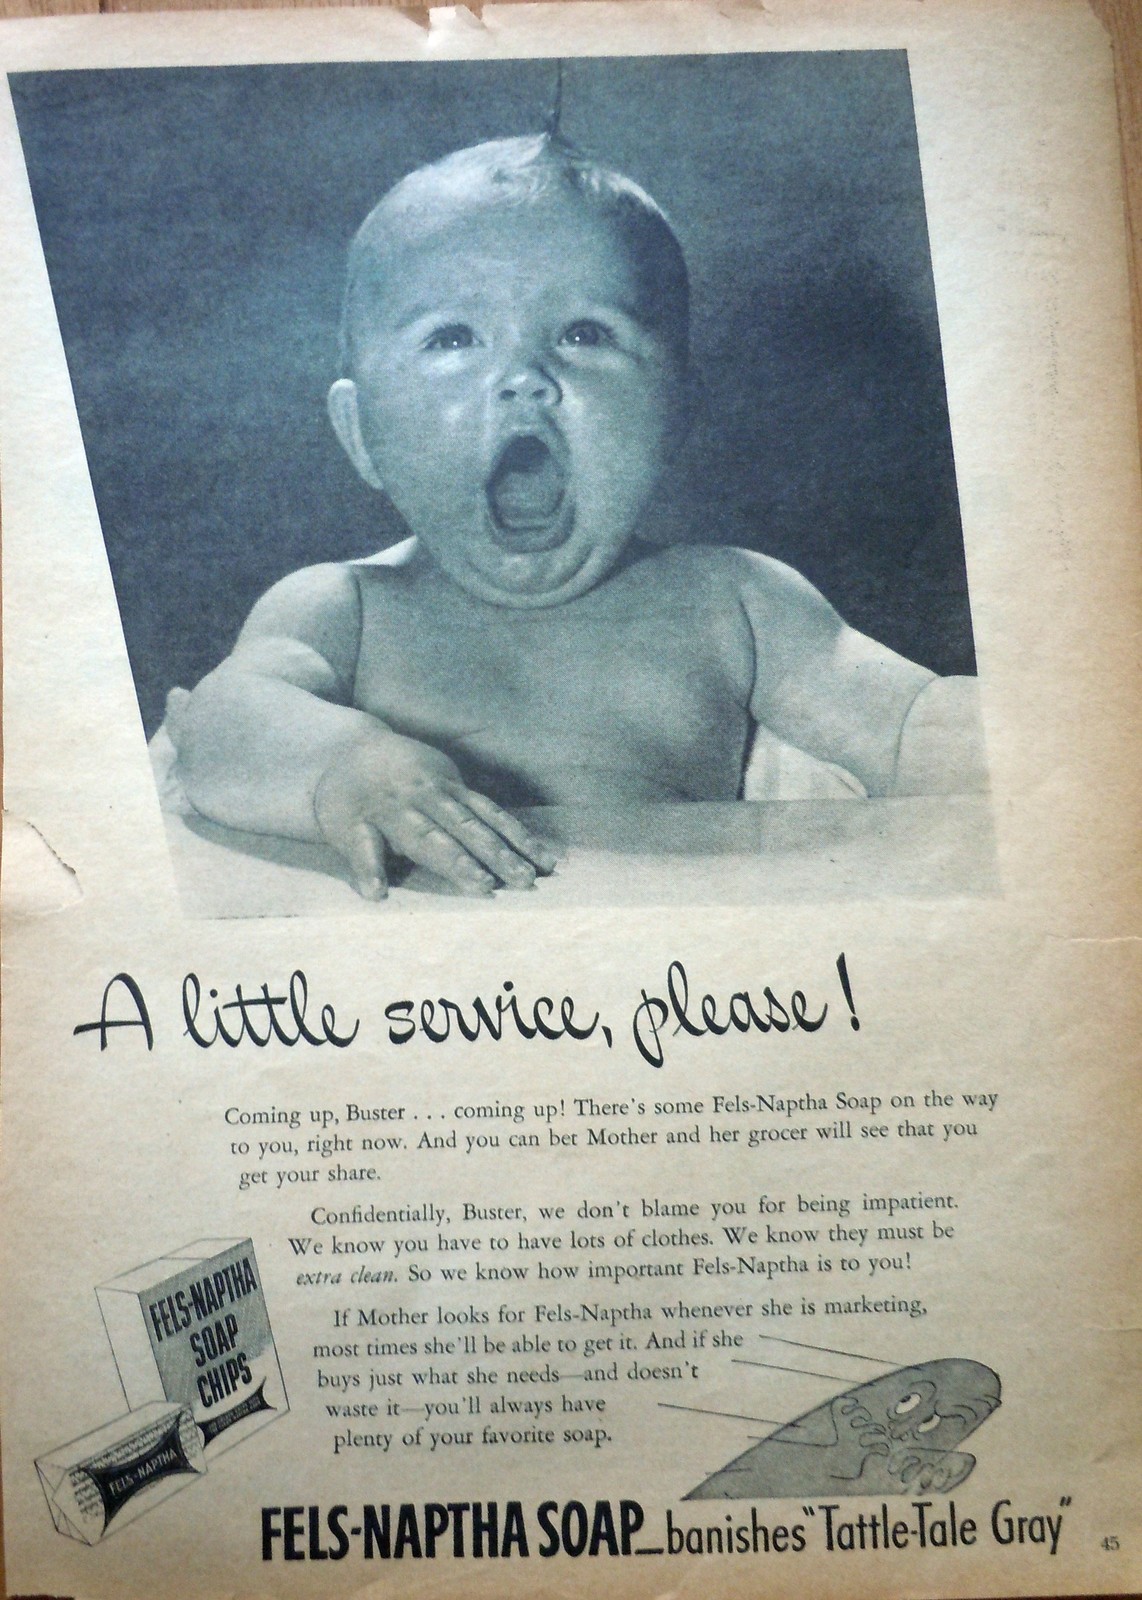 A little service, please!
Coming up, Buster . . . coming up! There's some Fels-Naptha Soap on the way
to you, right now. And you can bet Mother and her grocer will see that you
get your share.
Confidentially, Buster, we don't blame you for being impatient.
We know you have to have lots of clothes. We know they must be
extra clean. So we know how important Fels-Naptha is to you!
If Mother looks for Fels-Naptha whenever she is marketing,
most times she'll be able to get it. And if she
buys just what she needs—and doesn't
waste it—you'll always have
plenty of your favorite soap.
FELS-NAPTHA
SOAP
CHIPS
FELS-NAPTHA
FELS-NAPTHA SOAP—banishes "Tattle-Tale Gray"
45